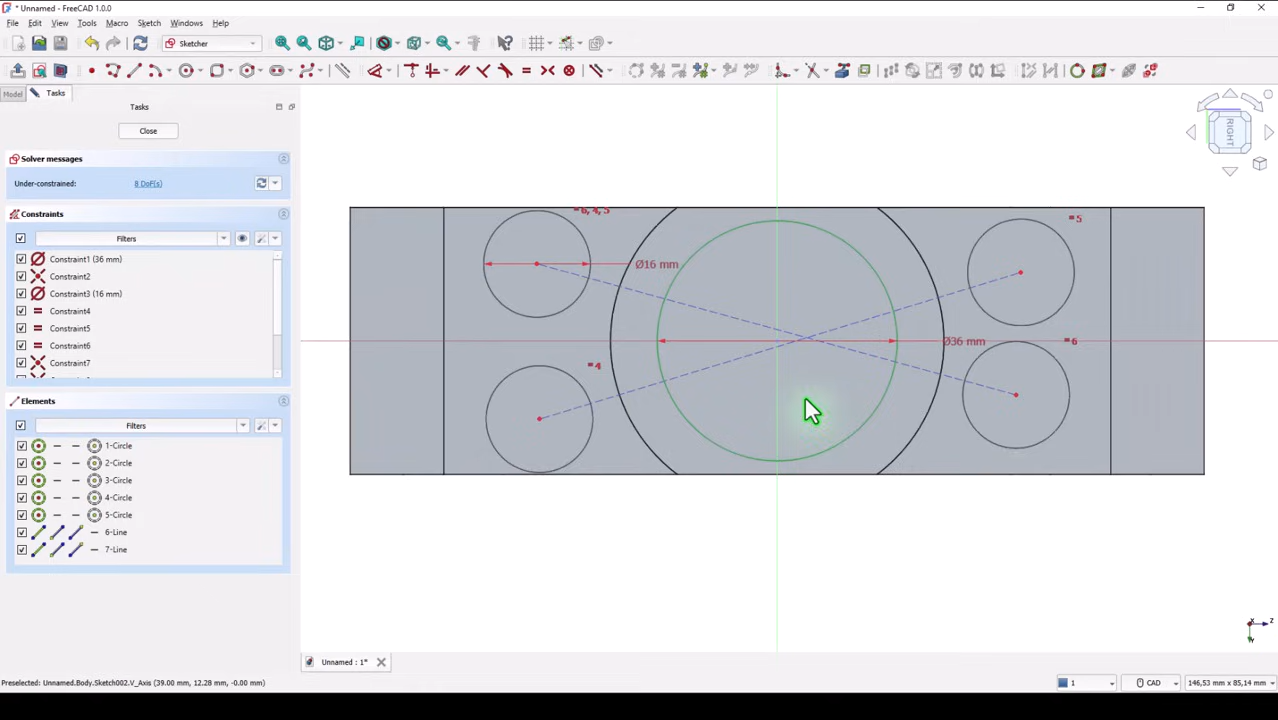 * Unnamed - FreeCAD 1.0.0
File Edit View Tools Macro Sketch Windows Help
Sketcher
Model Tasks
Tasks
Close
Solver messages
Under-constrained: 8 DoF(s)
Constraints
Filters
Constraint1 (36 mm)
Constraint2
Constraint3 (16 mm)
Constraint4
Constraint5
Constraint6
Constraint7
Elements
Filters
1-Circle
2-Circle
3-Circle
4-Circle
5-Circle
6-Line
7-Line
6, 4, 5
Ø16 mm
5
Ø36 mm
6
4
RIGHT
X
Z
Y
Unnamed : 1*
Preselected: Unnamed.Body.Sketch002.V_Axis (39.00 mm, 12.28 mm, -0.00 mm)
1
CAD
146,53 mm x 85,14 mm